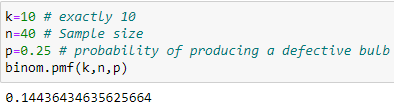 k=10 # exactly 10
n=40 # Sample size
p=0.25 # probability of producing a defective bulb
binom.pmf(k,n,p)
0.14436434635625664